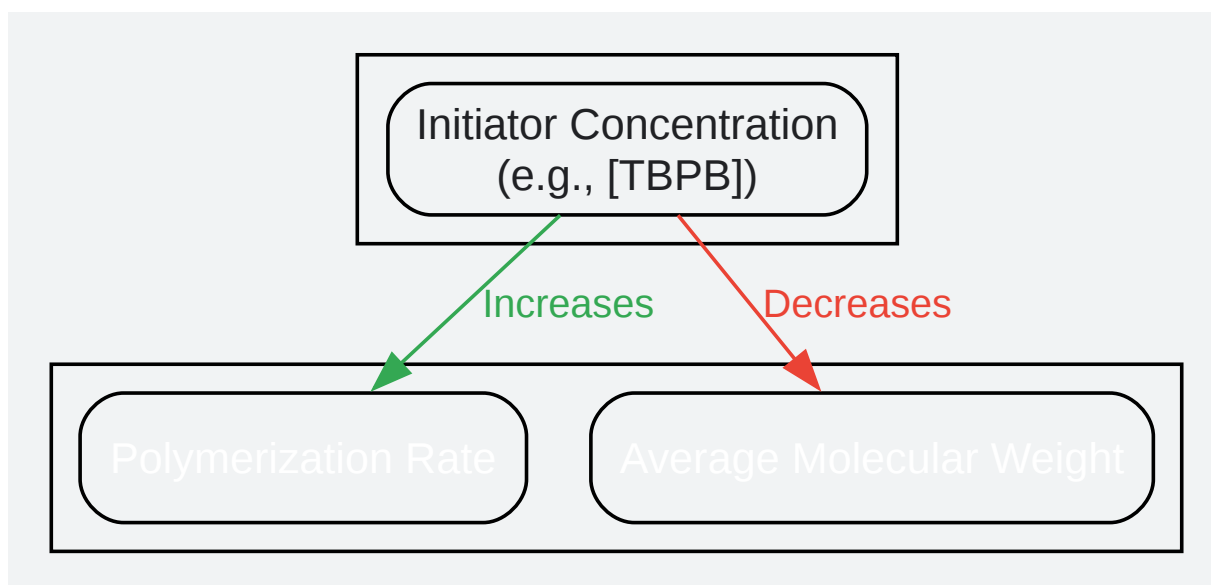 Initiator Concentration
(e.g., [TBPB])
Increases
Decreases
Polymerization Rate
Average Molecular Weight